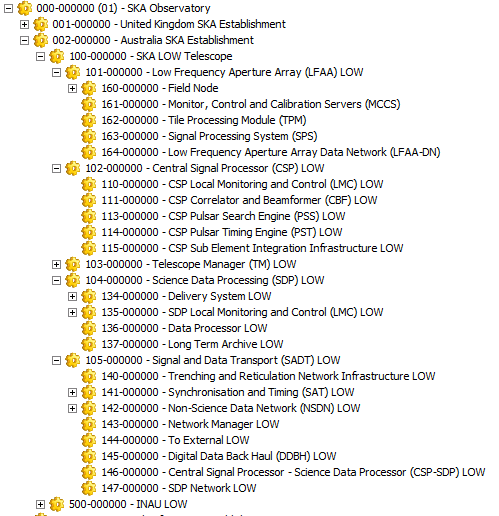 000-000000 (01) - SKA Observatory
001-000000 - United Kingdom SKA Establishment
002-000000 - Australia SKA Establishment
100-000000 - SKA LOW Telescope
101-000000 - Low Frequency Aperture Array (LFAA) LOW
160-000000 - Field Node
161-000000 - Monitor, Control and Calibration Servers (MCCS)
162-000000 - Tile Processing Module (TPM)
163-000000 - Signal Processing System (SPS)
164-000000 - Low Frequency Aperture Array Data Network (LFAA-DN)
102-000000 - Central Signal Processor (CSP) LOW
110-000000 - CSP Local Monitoring and Control (LMC) LOW
111-000000 - CSP Correlator and Beamformer (CBF) LOW
113-000000 - CSP Pulsar Search Engine (PSS) LOW
114-000000 - CSP Pulsar Timing Engine (PST) LOW
115-000000 - CSP Sub Element Integration Infrastructure LOW
103-000000 - Telescope Manager (TM) LOW
104-000000 - Science Data Processing (SDP) LOW
134-000000 - Delivery System LOW
135-000000 - SDP Local Monitoring and Control (LMC) LOW
136-000000 - Data Processor LOW
137-000000 - Long Term Archive LOW
105-000000 - Signal and Data Transport (SADT) LOW
140-000000 - Trenching and Reticulation Network Infrastructure LOW
141-000000 - Synchronisation and Timing (SAT) LOW
142-000000 - Non-Science Data Network (NSDN) LOW
143-000000 - Network Manager LOW
144-000000 - To External LOW
145-000000 - Digital Data Back Haul (DDBH) LOW
146-000000 - Central Signal Processor - Science Data Processor (CSP-SDP) LOW
147-000000 - SDP Network LOW
500-000000 - INAU LOW